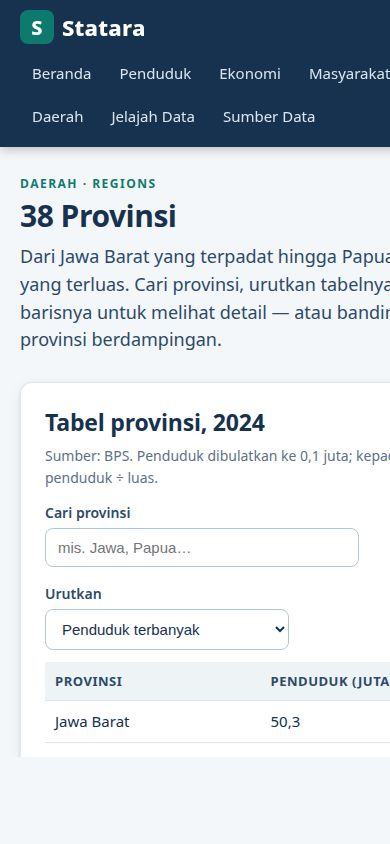 S Statara
Beranda Penduduk Ekonomi Masyarakat
Daerah Jelajah Data Sumber Data
DAERAH · REGIONS
38 Provinsi
Dari Jawa Barat yang terpadat hingga Papua
yang terluas. Cari provinsi, urutkan tabelnya
barisnya untuk melihat detail — atau
provinsi berdampingan.
Tabel provinsi, 2024
Sumber: BPS. Penduduk dibulatkan ke 0,1 juta;
penduduk ÷ luas.
Cari provinsi
mis. Jawa, Papua…
Urutkan
Penduduk terbanyak
PROVINSI PENDUDUK (JUTA
Jawa Barat 50,3